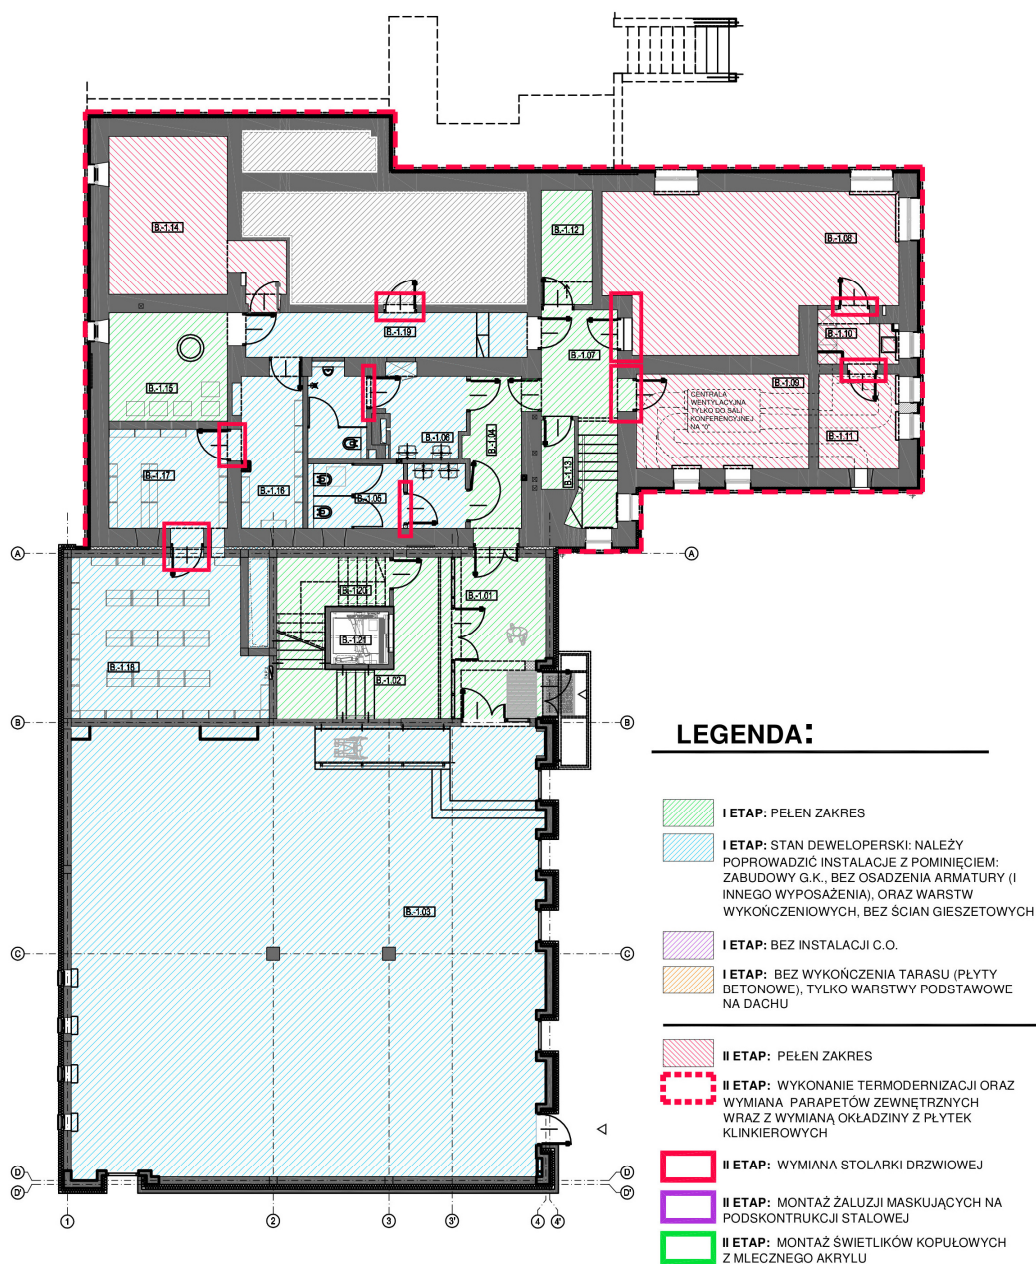 B.-1.14
B.-1.12
B.-1.08
B.-1.10
B.-1.19
B.-1.07
B.-1.15
B.-1.09
CENTRALA
WENTYLACYJNA
TYLKO DO SALI
KONFERENCYJNEJ
NA "0"
B.-1.04
B.-1.06
B.-1.11
B.-1.17
B.-1.13
B.-1.16
B.-1.05
A
A
B.-1.20
B.-1.01
B.-1.21
B.-1.18
B.-1.02
B
B
B.-1.03
C
C
D
D
D'
D'
1
2
3
3'
4
4'
LEGENDA:
I ETAP: PEŁEN ZAKRES
I ETAP: STAN DEWELOPERSKI: NALEŻY
POPROWADZIĆ INSTALACJE Z POMINIĘCIEM:
ZABUDOWY G.K., BEZ OSADZENIA ARMATURY (I
INNEGO WYPOSAŻENIA), ORAZ WARSTW
WYKOŃCZENIOWYCH, BEZ ŚCIAN GIESZETOWYCH
I ETAP: BEZ INSTALACJI C.O.
I ETAP: BEZ WYKOŃCZENIA TARASU (PŁYTY
BETONOWE), TYLKO WARSTWY PODSTAWOWE
NA DACHU
II ETAP: PEŁEN ZAKRES
II ETAP: WYKONANIE TERMODERNIZACJI ORAZ
WYMIANA PARAPETÓW ZEWNĘTRZNYCH
WRAZ Z WYMIANĄ OKŁADZINY Z PŁYTEK
KLINKIEROWYCH
II ETAP: WYMIANA STOLARKI DRZWIOWEJ
II ETAP: MONTAŻ ŻALUZJI MASKUJĄCYCH NA
PODSKONTRUKCJI STALOWEJ
II ETAP: MONTAŻ ŚWIETLIKÓW KOPUŁOWYCH
Z MLECZNEGO AKRYLU